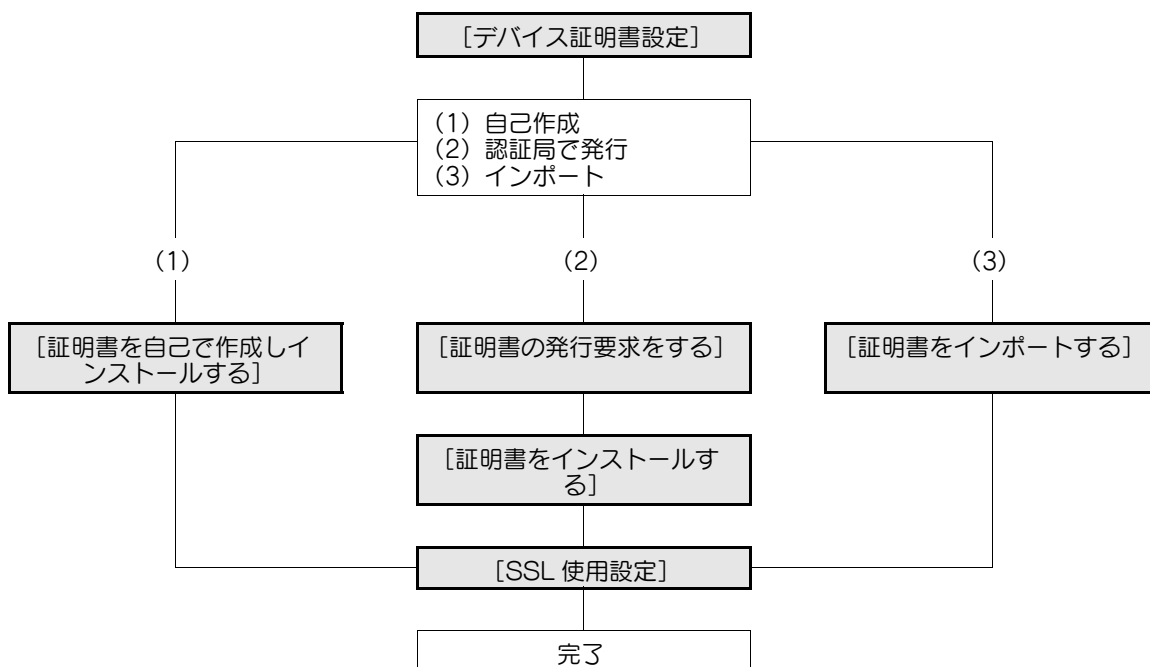 ［デバイス証明書設定］
（1）自己作成
（2）認証局で発行
（3）インポート
（1）
（2）
（3）
［証明書を自己で作成しイ
ンストールする］
［証明書の発行要求をする］
［証明書をインポートする］
［証明書をインストールす
る］
［SSL 使用設定］
完了